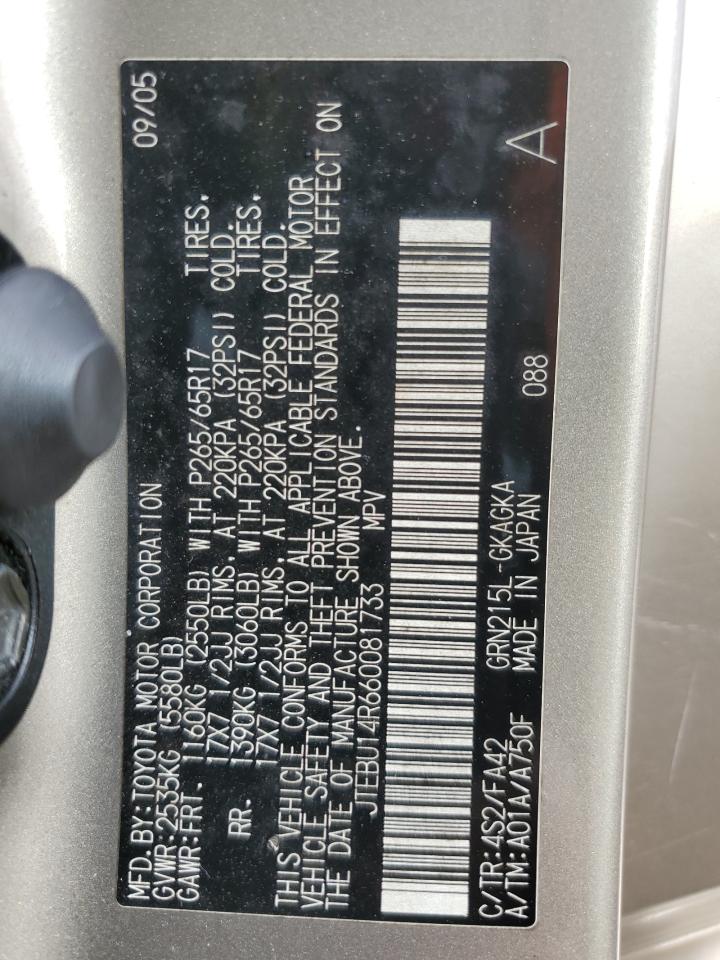 MFD. BY: TOYOTA MOTOR CORPORATION 09/05
GVWR: 2535KG (5580LB)
GAWR: FRT. 1160KG (2550LB) WITH P265/65R17 TIRES,
17X7 1/2JJ RIMS, AT 220KPA (32PSI) COLD.
RR. 1390KG (3060LB) WITH P265/65R17 TIRES,
17X7 1/2JJ RIMS, AT 220KPA (32PSI) COLD.
THIS VEHICLE CONFORMS TO ALL APPLICABLE FEDERAL MOTOR
VEHICLE SAFETY AND THEFT PREVENTION STANDARDS IN EFFECT ON
THE DATE OF MANUFACTURE SHOWN ABOVE.
JTEBU14R660081733 MPV
C/TR: 4S2/FA42 GRN215L-GKAGKA 088
A/TM: A01A/A750F MADE IN JAPAN A